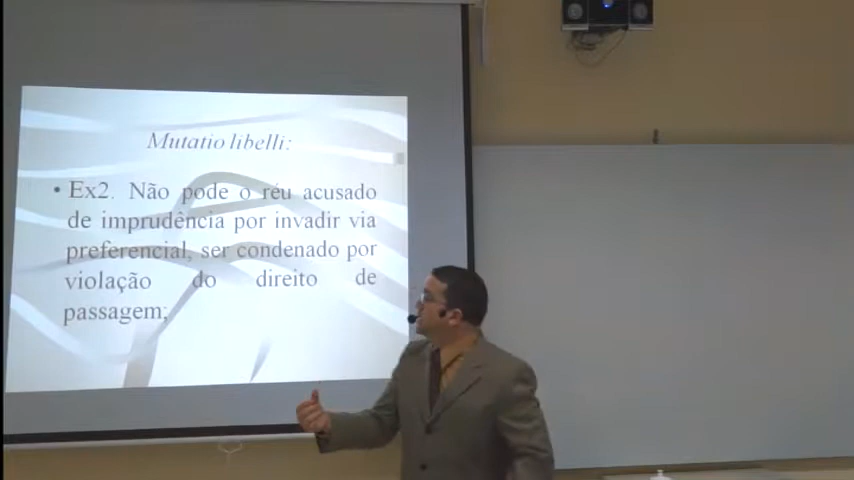 Mutatio libelli:
• Ex2. Não pode o réu acusado
de imprudência por invadir via
preferencial, ser condenado por
violação do direito de
passagem;